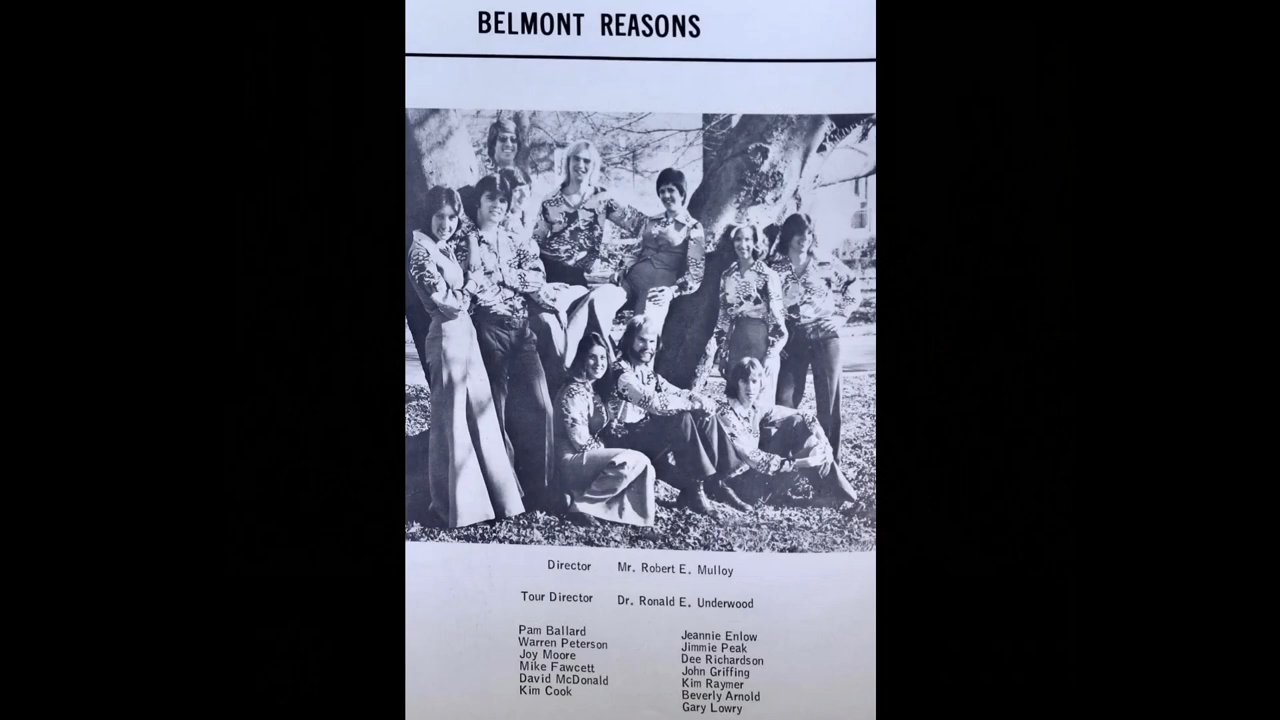 BELMONT REASONS
Director Mr. Robert E. Mulloy
Tour Director Dr. Ronald E. Underwood
Pam Ballard
Warren Peterson
Joy Moore
Mike Fawcett
David McDonald
Kim Cook
Jeannie Enlow
Jimmie Peak
Dee Richardson
John Griffing
Kim Raymer
Beverly Arnold
Gary Lowry